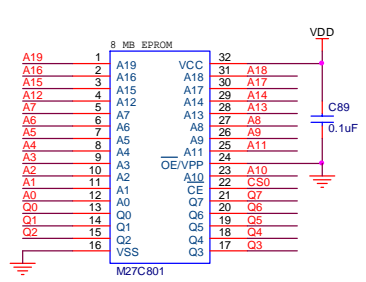 8 MB EPROM
VDD
A19 1 A19 VCC 32
A16 2 A16 A18 31 A18
A15 3 A15 A17 30 A17
A12 4 A12 A14 29 A14
A7 5 A7 A13 28 A13
A6 6 A6 A8 27 A8
A5 7 A5 A9 26 A9
A4 8 A4 A11 25 A11
A3 9 A3 OE/VPP 24
A2 10 A2 A10 23 A10
A1 11 A1 CE 22 CS0
A0 12 A0 Q7 21 Q7
Q0 13 Q0 Q6 20 Q6
Q1 14 Q1 Q5 19 Q5
Q2 15 Q2 Q4 18 Q4
16 VSS Q3 17 Q3
M27C801
C89
0.1uF